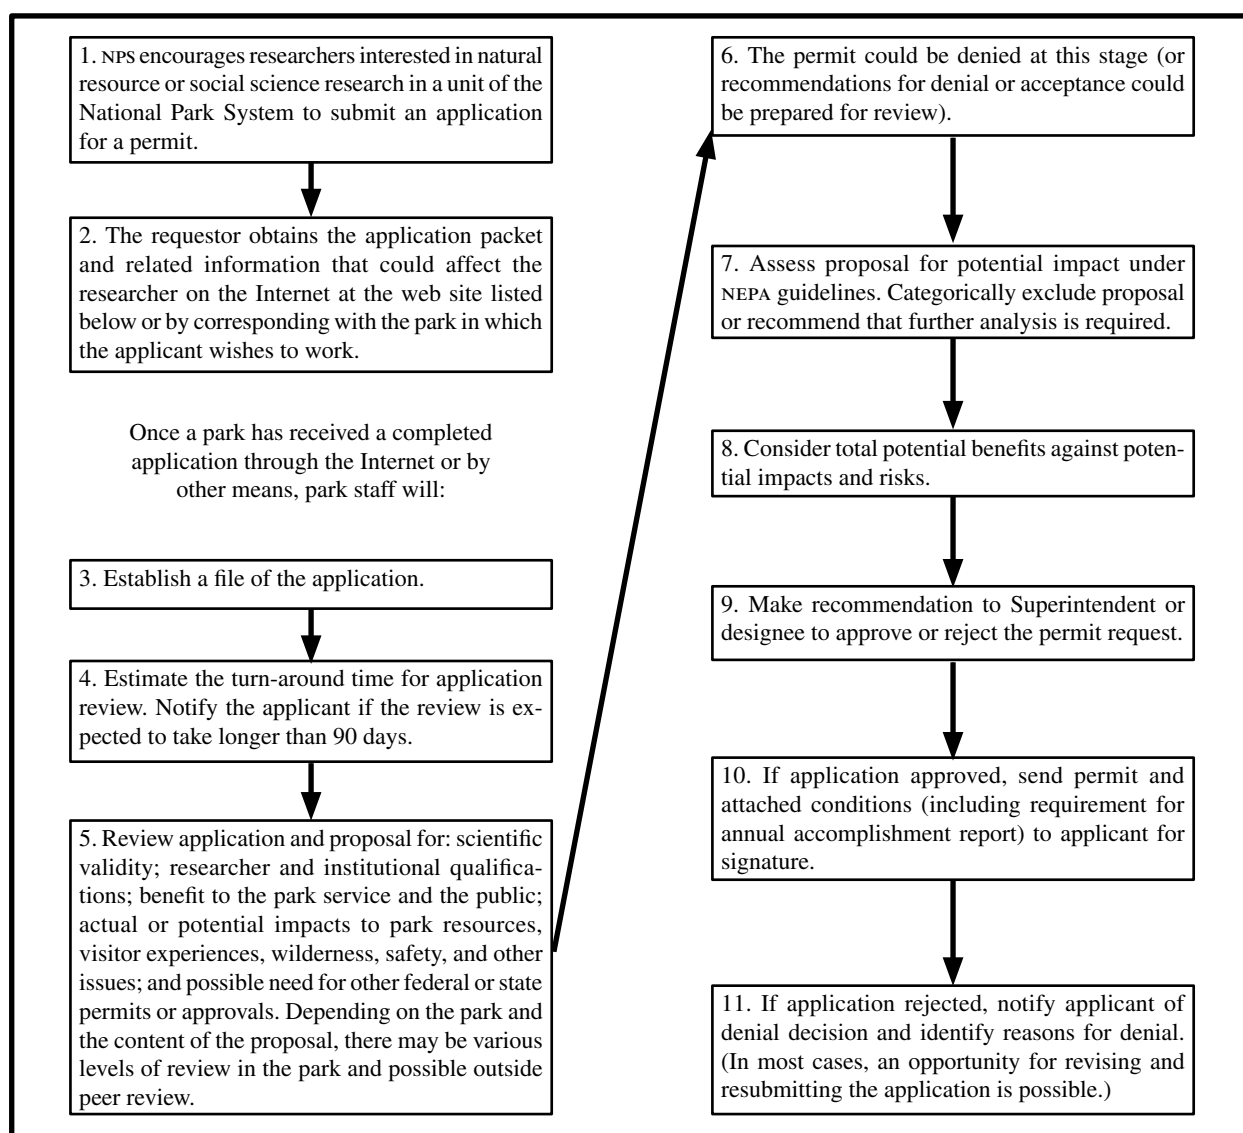 1. NPS encourages researchers interested in natural
resource or social science research in a unit of the
National Park System to submit an application
for a permit.
2. The requestor obtains the application packet
and related information that could affect the
researcher on the Internet at the web site listed
below or by corresponding with the park in which
the applicant wishes to work.
Once a park has received a completed
application through the Internet or by
other means, park staff will:
3. Establish a file of the application.
4. Estimate the turn-around time for application
review. Notify the applicant if the review is ex-
pected to take longer than 90 days.
5. Review application and proposal for: scientific
validity; researcher and institutional qualifica-
tions; benefit to the park service and the public;
actual or potential impacts to park resources,
visitor experiences, wilderness, safety, and other
issues; and possible need for other federal or state
permits or approvals. Depending on the park and
the content of the proposal, there may be various
levels of review in the park and possible outside
peer review.
6. The permit could be denied at this stage (or
recommendations for denial or acceptance could
be prepared for review).
7. Assess proposal for potential impact under
NEPA guidelines. Categorically exclude proposal
or recommend that further analysis is required.
8. Consider total potential benefits against poten-
tial impacts and risks.
9. Make recommendation to Superintendent or
designee to approve or reject the permit request.
10. If application approved, send permit and
attached conditions (including requirement for
annual accomplishment report) to applicant for
signature.
11. If application rejected, notify applicant of
denial decision and identify reasons for denial.
(In most cases, an opportunity for revising and
resubmitting the application is possible.)